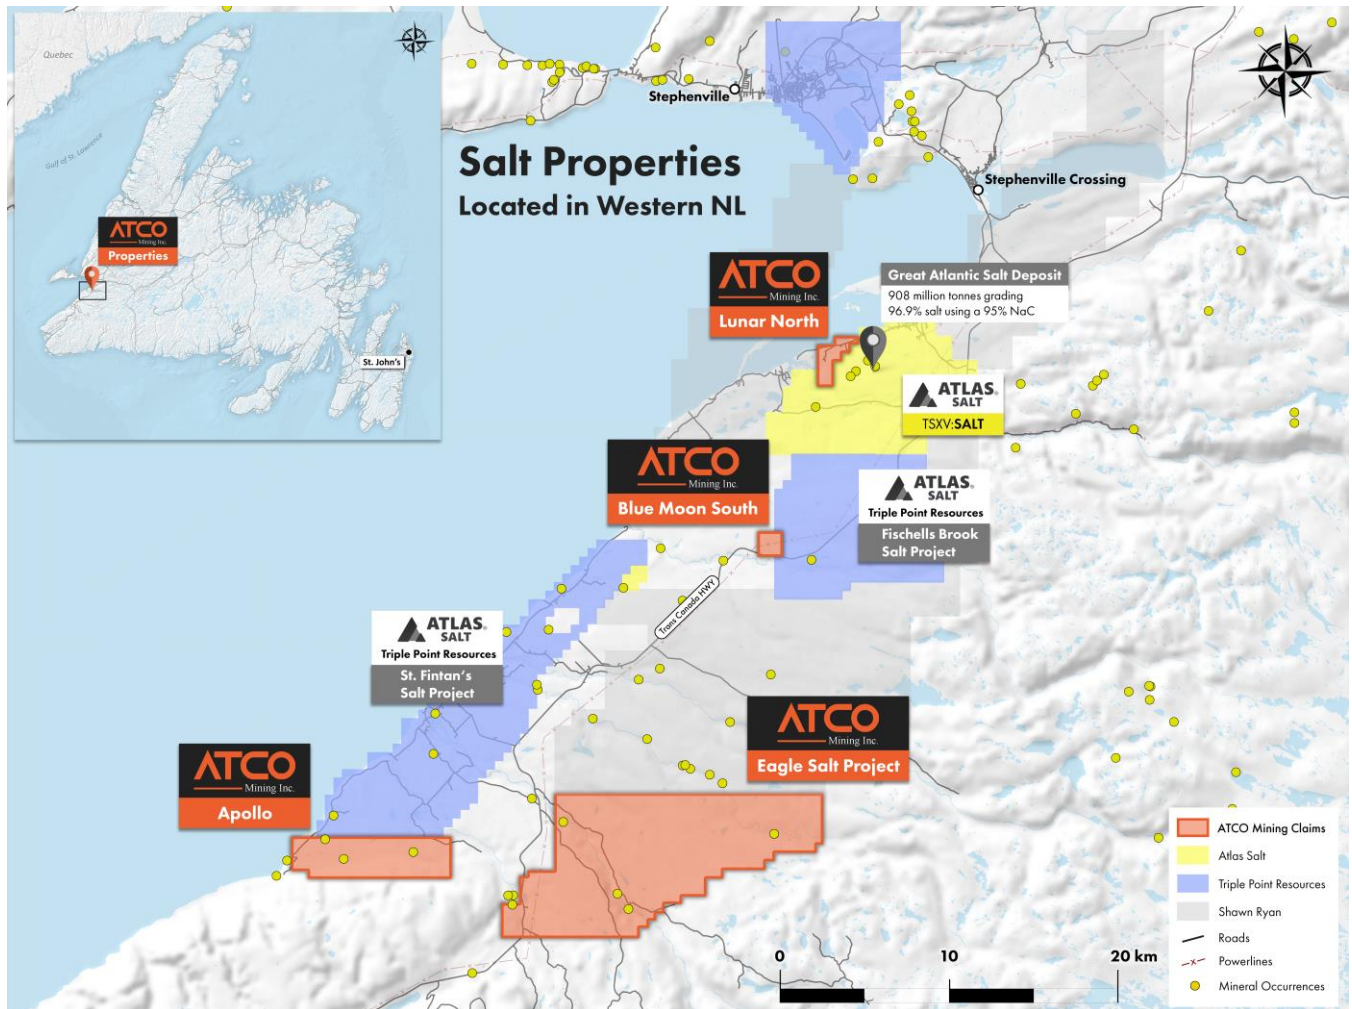 Quebec
Gulf of St. Lawrence
ATCO
Mining Inc.
Properties
St. John's
Stephenville
Salt Properties
Located in Western NL
Stephenville Crossing
ATCO
Mining Inc.
Lunar North
Great Atlantic Salt Deposit
908 million tonnes grading
96.9% salt using a 95% NaC
ATLAS
SALT
TSXV:SALT
ATCO
Mining Inc.
Blue Moon South
ATLAS
SALT
Triple Point Resources
Fischells Brook
Salt Project
Trans Canada HWY
ATLAS
SALT
Triple Point Resources
St. Fintan's
Salt Project
ATCO
Mining Inc.
Eagle Salt Project
ATCO
Mining Inc.
Apollo
ATCO Mining Claims
Atlas Salt
Triple Point Resources
Shawn Ryan
Roads
Powerlines
Mineral Occurrences
0 10 20 km